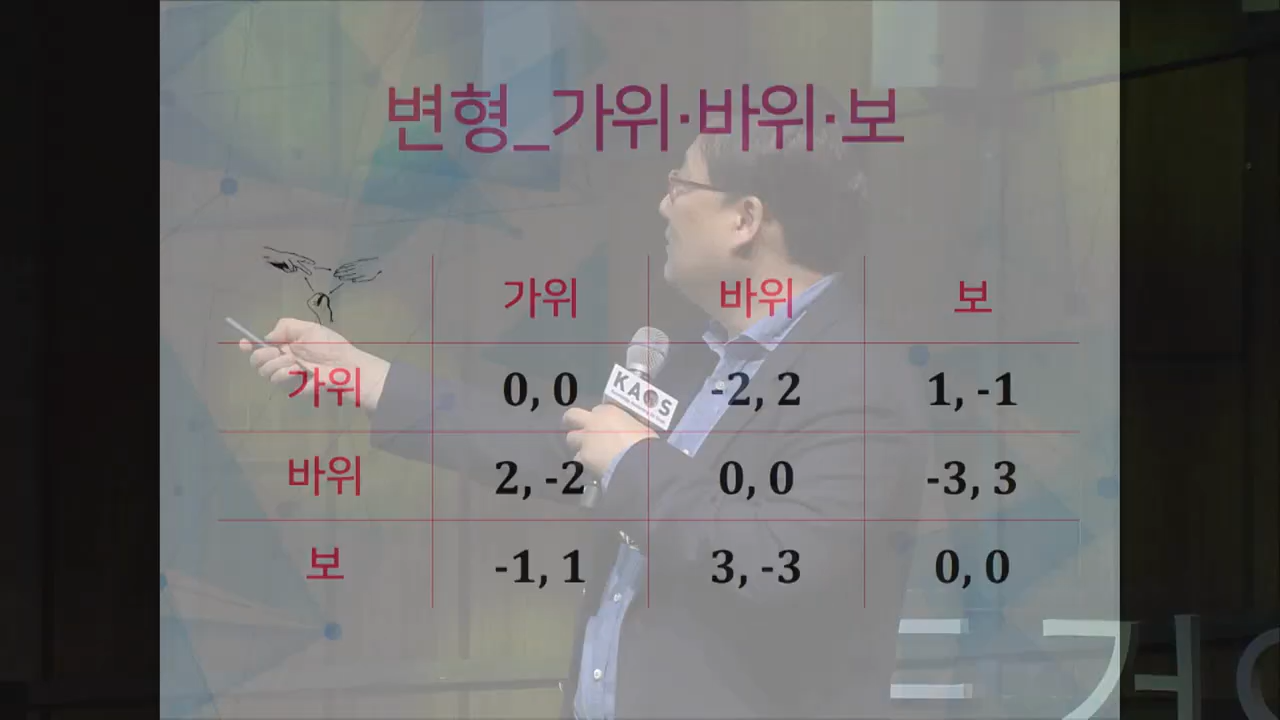 변형_가위·바위·보
가위 바위 보
가위 0, 0 -2, 2 1, -1
바위 2, -2 0, 0 -3, 3
보 -1, 1 3, -3 0, 0
KAOS